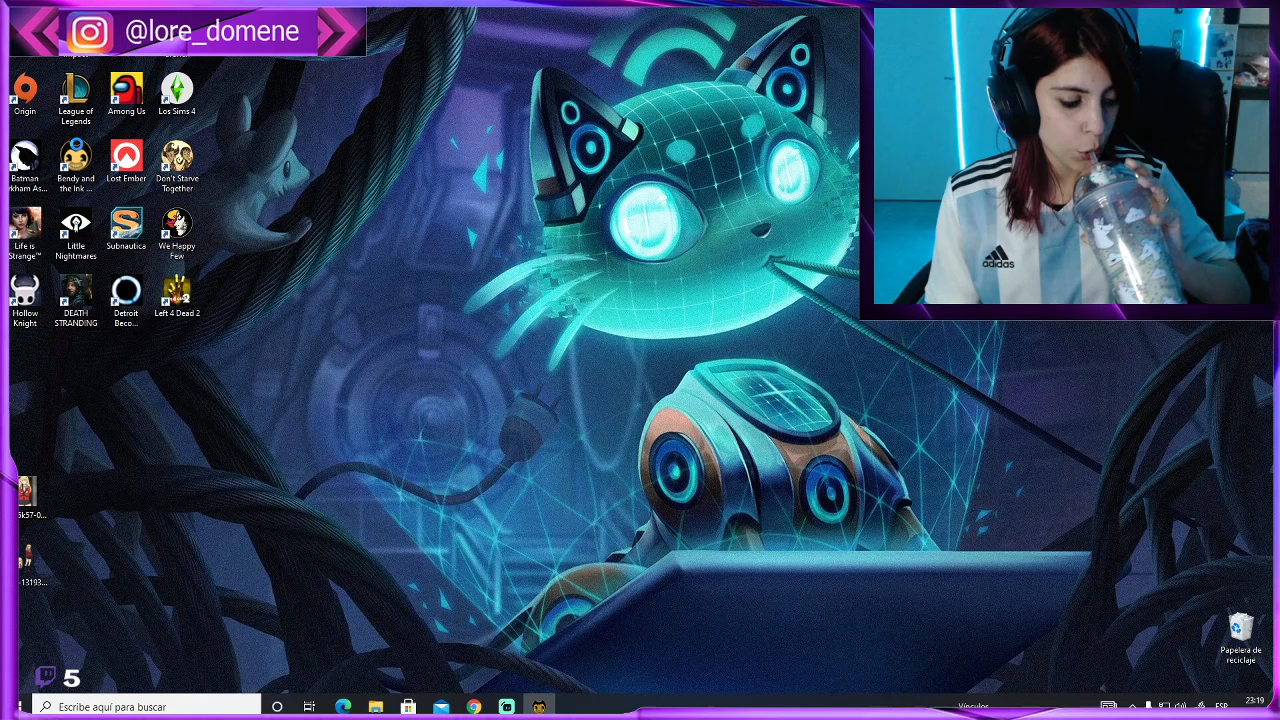 @lore_domene
Origin
League of
Legends
Among Us
Los Sims 4
Batman
rkham As...
Bendy and
the Ink ...
Lost Ember
Don't Starve
Together
Life is
Strange™
Little
Nightmares
Subnautica
We Happy
Few
Hollow
Knight
DEATH
STRANDING
Detroit
Beco...
Left 4 Dead 2
adidas
Papelera de
reciclaje
5
Escribe aquí para buscar
Vínculos
ESP
23:19